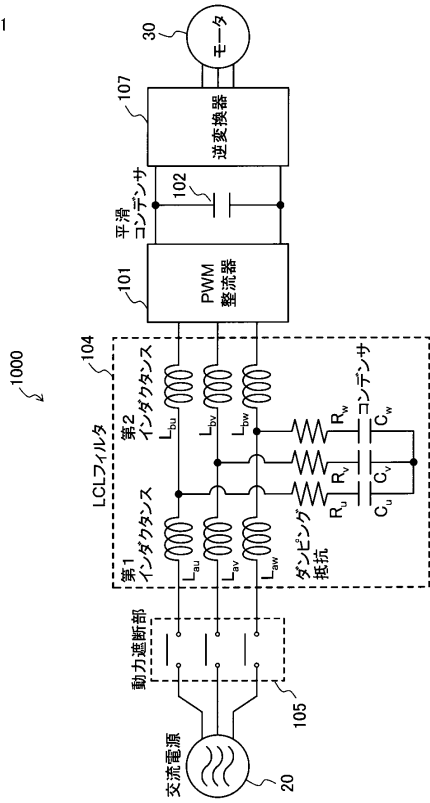 1
1000
LCLフィルタ
104
交流電源
20
動力遮断部
105
第1
インダクタンス
Lau
Lav
Law
第2
インダクタンス
Lbu
Lbv
Lbw
ダンピング
抵抗
Ru
Rv
Rw
Cu
Cv
Cw
コンデンサ
101
PWM
整流器
平滑
コンデンサ
102
107
逆変換器
30
モータ